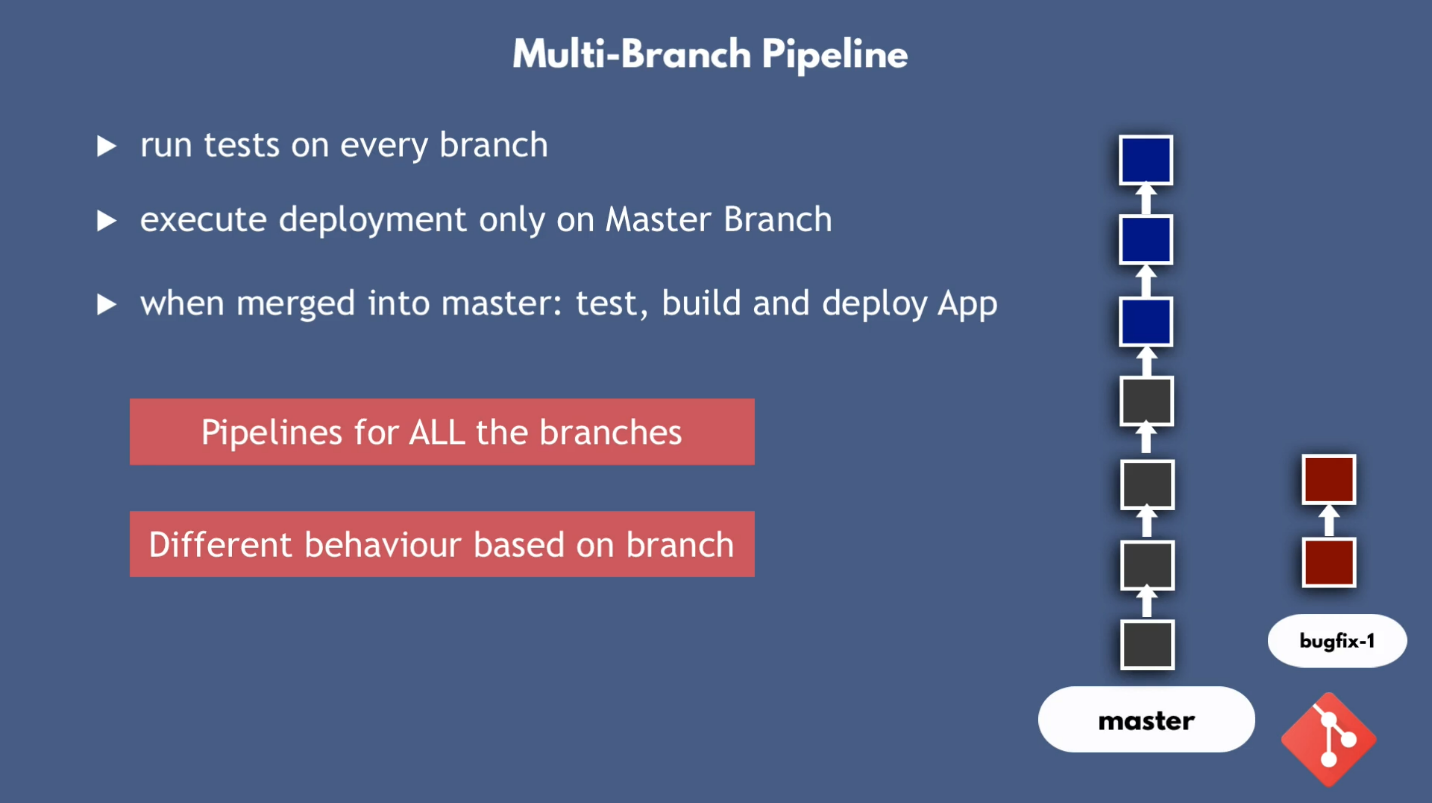 Multi-Branch Pipeline
run tests on every branch
execute deployment only on Master Branch
when merged into master: test, build and deploy App
Pipelines for ALL the branches
Different behaviour based on branch
bugfix-1
master